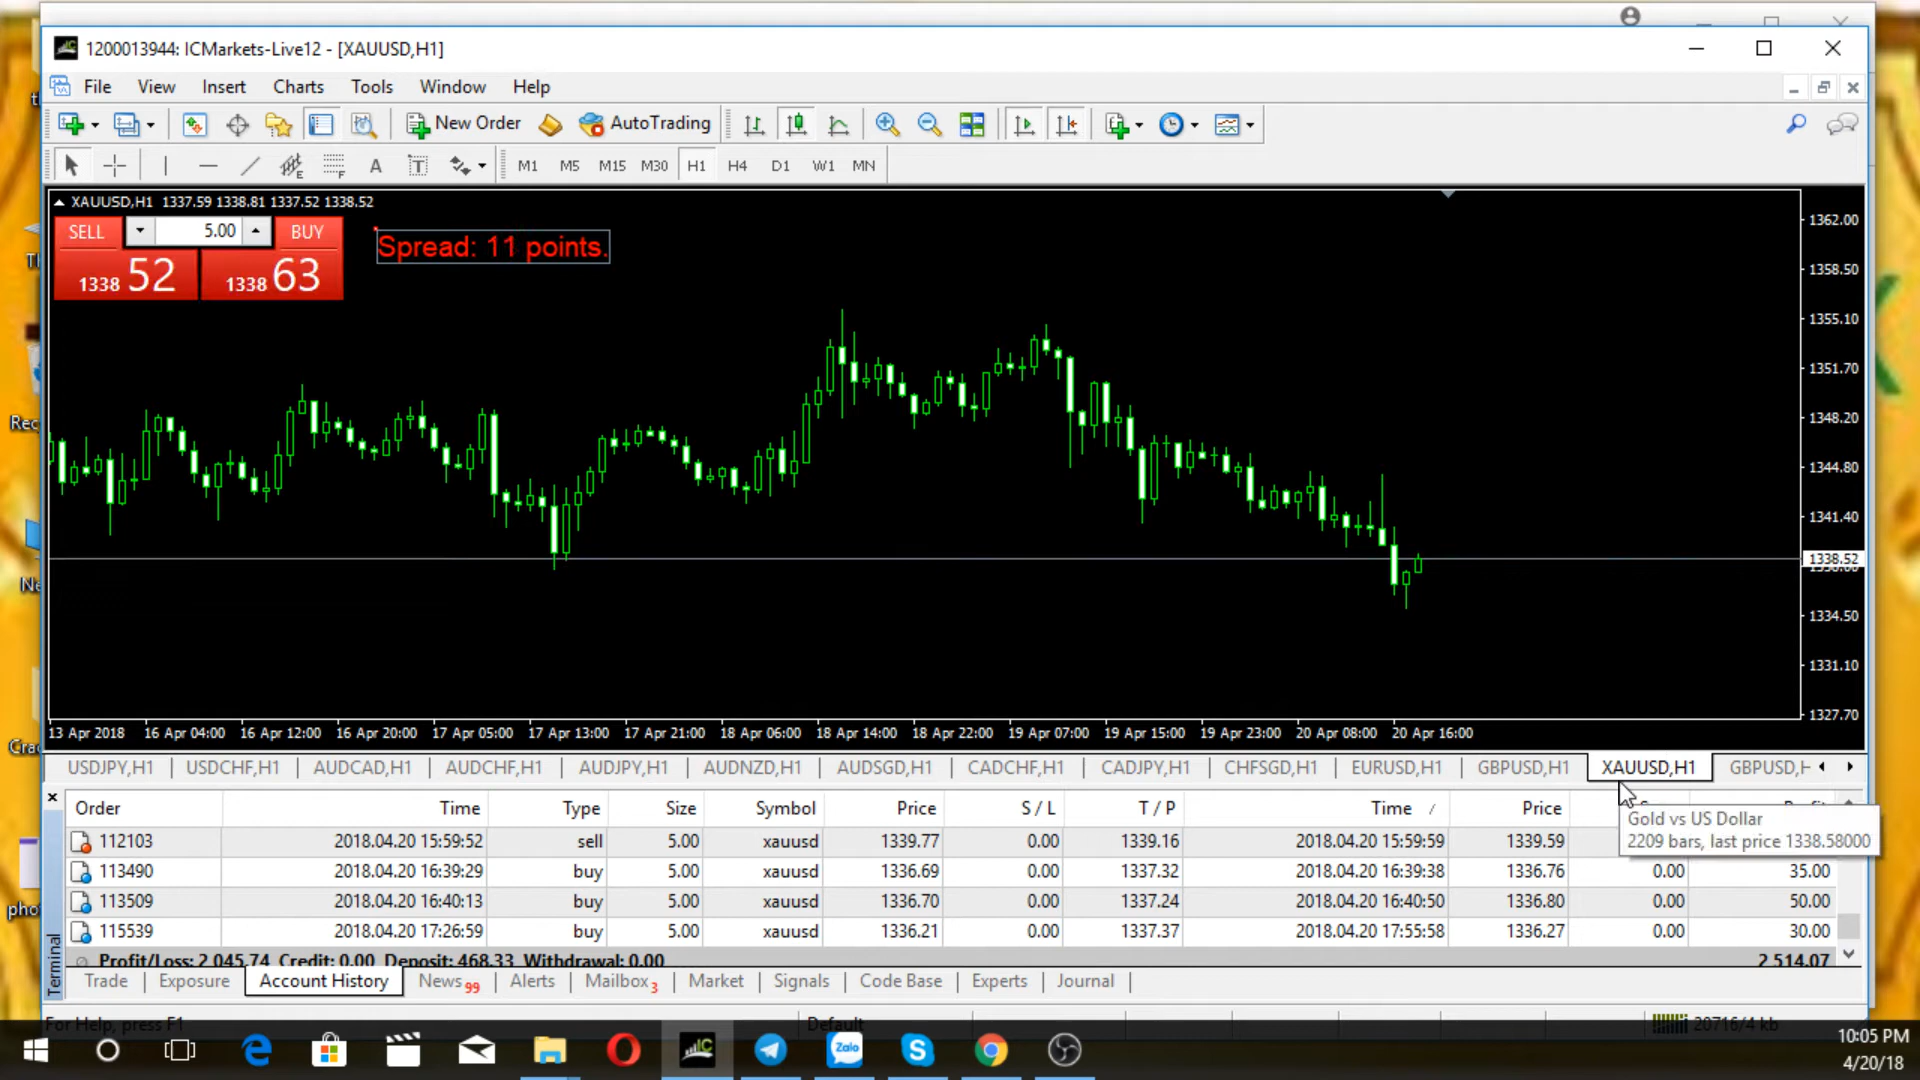 1200013944: ICMarkets-Live12 - [XAUUSD,H1]
File View Insert Charts Tools Window Help
New Order AutoTrading
A T M1 M5 M15 M30 H1 H4 D1 W1 MN
XAUUSD,H1 1337.59 1338.81 1337.52 1338.52
SELL 5.00 BUY
1338 52 1338 63
Spread: 11 points.
1362.00
1358.50
1355.10
1351.70
1348.20
1344.80
1341.40
1338.52
1334.50
1331.10
1327.70
13 Apr 2018 16 Apr 04:00 16 Apr 12:00 16 Apr 20:00 17 Apr 05:00 17 Apr 13:00 17 Apr 21:00 18 Apr 06:00 18 Apr 14:00 18 Apr 22:00 19 Apr 07:00 19 Apr 15:00 19 Apr 23:00 20 Apr 08:00 20 Apr 16:00
USDJPY,H1 USDCHF,H1 AUDCAD,H1 AUDCHF,H1 AUDJPY,H1 AUDNZD,H1 AUDSGD,H1 CADCHF,H1 CADJPY,H1 CHFSGD,H1 EURUSD,H1 GBPUSD,H1 XAUUSD,H1 GBPUSD,H
Order Time Type Size Symbol Price S / L T / P Time / Price
Gold vs US Dollar
2209 bars, last price 1338.58000
112103 2018.04.20 15:59:52 sell 5.00 xauusd 1339.77 0.00 1339.16 2018.04.20 15:59:59 1339.59
113490 2018.04.20 16:39:29 buy 5.00 xauusd 1336.69 0.00 1337.32 2018.04.20 16:39:38 1336.76 0.00 35.00
113509 2018.04.20 16:40:13 buy 5.00 xauusd 1336.70 0.00 1337.24 2018.04.20 16:40:50 1336.80 0.00 50.00
115539 2018.04.20 17:26:59 buy 5.00 xauusd 1336.21 0.00 1337.37 2018.04.20 17:55:58 1336.27 0.00 30.00
Profit/Loss: 2 045.74 Credit: 0.00 Deposit: 468.33 Withdrawal: 0.00 2 514.07
Terminal
Trade Exposure Account History News 99 Alerts Mailbox 3 Market Signals Code Base Experts Journal
For Help, press F1 Default 20716/4 kb
Zalo
10:05 PM
4/20/18